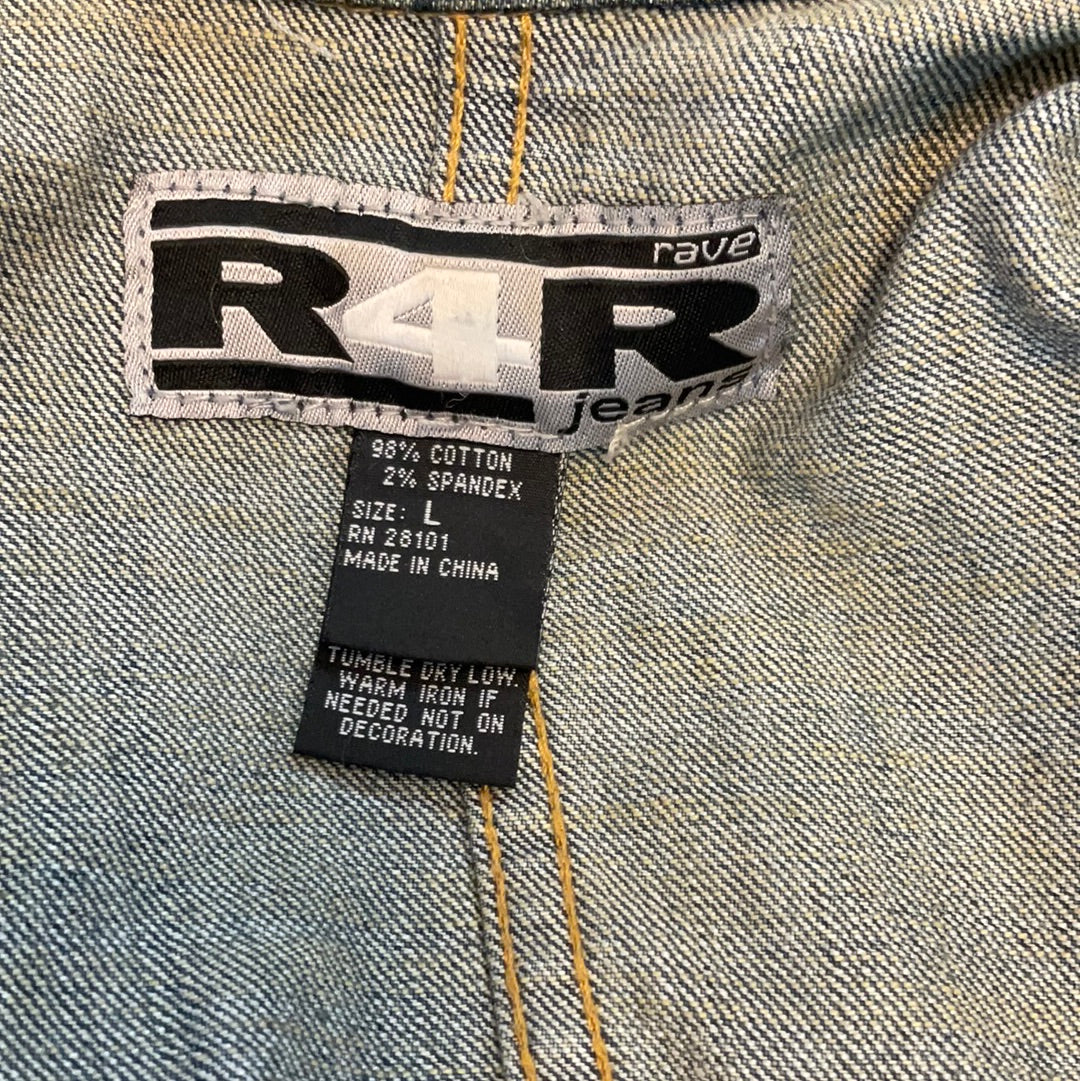 rave
R4R
jeans
98% COTTON
2% SPANDEX
SIZE: L
RN 28101
MADE IN CHINA
TUMBLE DRY LOW.
WARM IRON IF
NEEDED NOT ON
DECORATION.